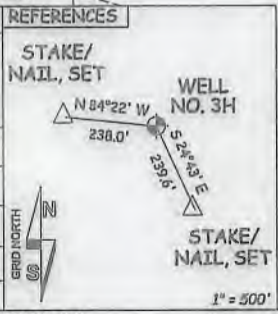 REFERENCES
STAKE/
NAIL, SET
WELL
NO. 3H
N 84°22' W
238.0'
S 24°43' E
239.6'
GRID NORTH
N
S
STAKE/
NAIL, SET
1" = 500'